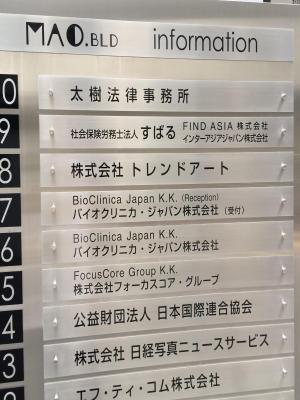 MAO.BLD information
0 太樹法律事務所
9 社会保険労務士法人 すばる FIND ASIA 株式会社
インターアジアジャパン株式会社
8 株式会社 トレンドアート
7 BioClinica Japan K.K. (Reception)
バイオクリニカ・ジャパン株式会社 (受付)
6 BioClinica Japan K.K.
バイオクリニカ・ジャパン株式会社
5 FocusCore Group K.K.
株式会社フォーカスコア・グループ
4 公益財団法人 日本国際連合協会
3 株式会社 日経写真ニュースサービス
エフ・ティ・コム株式会社